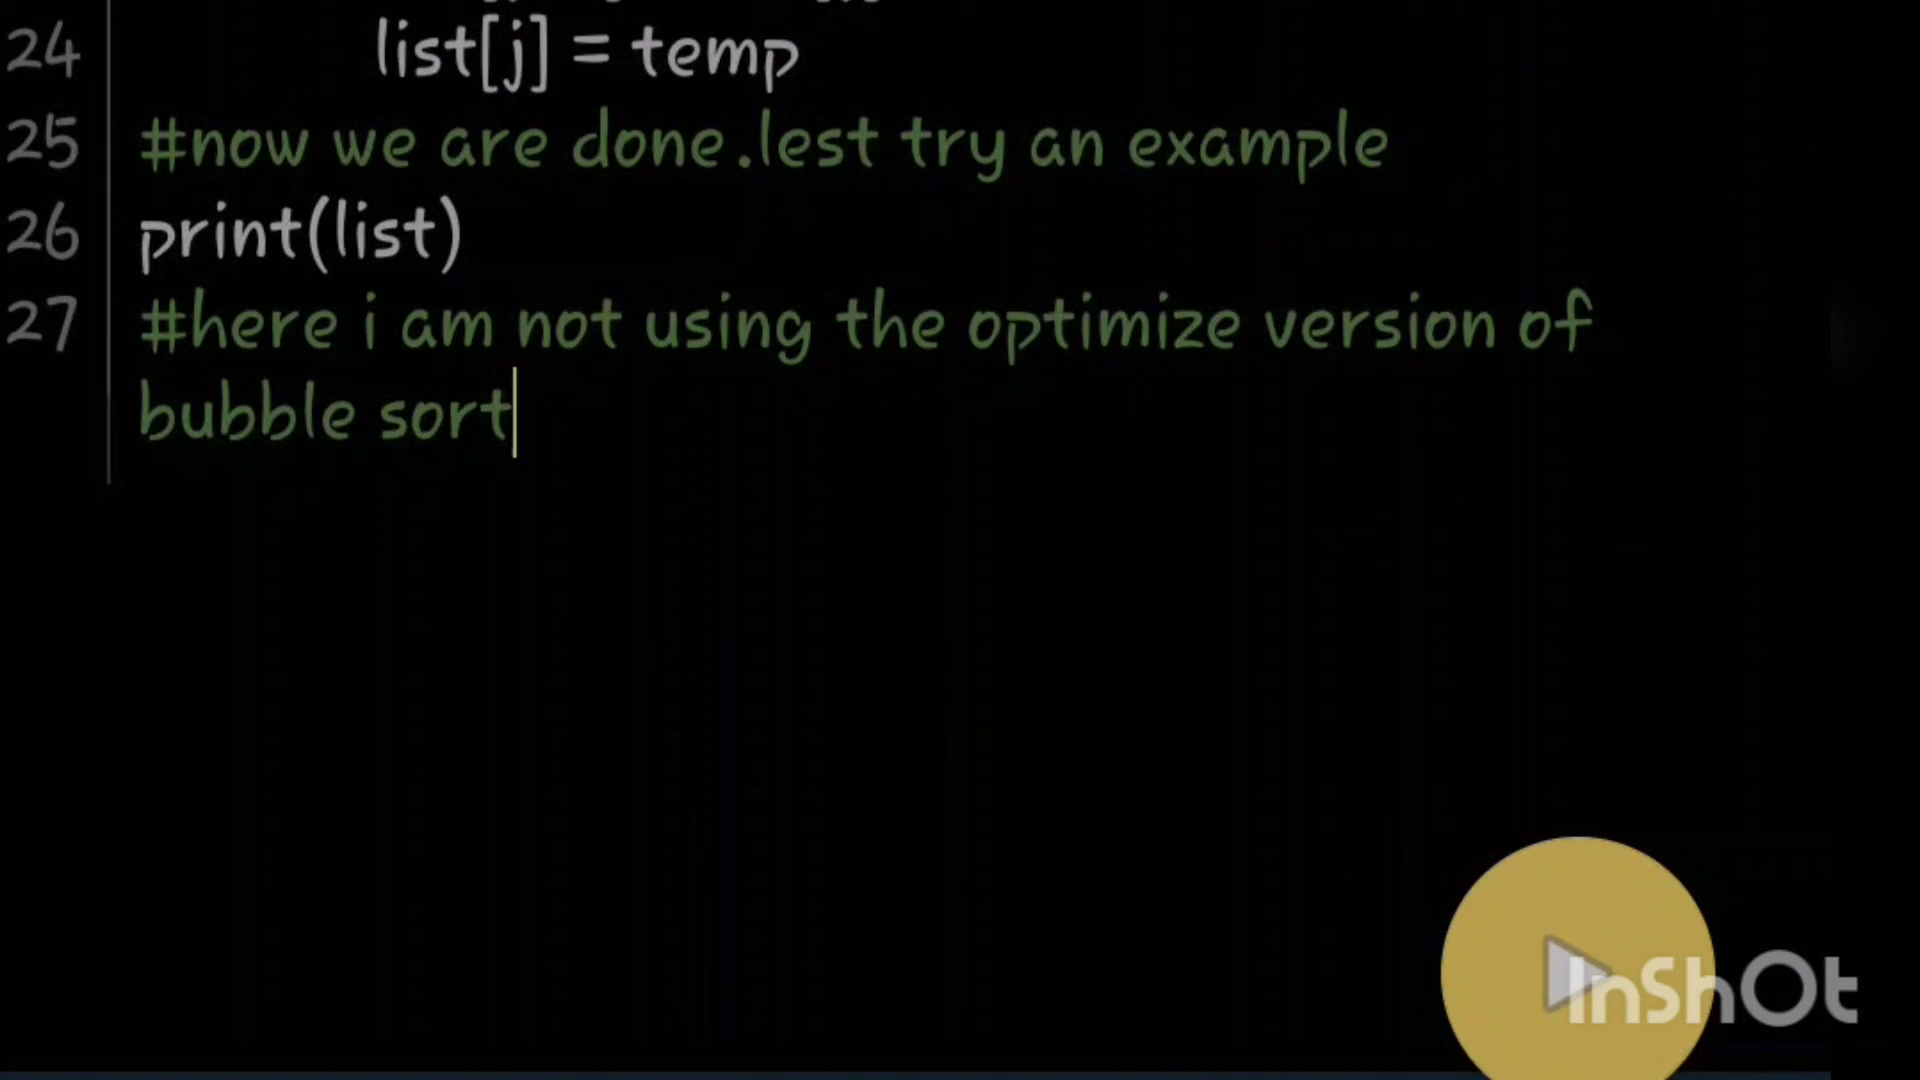 24 list[j] = temp
25 #now we are done.lest try an example
26 print(list)
27 #here i am not using the optimize version of
bubble sort
InShOt